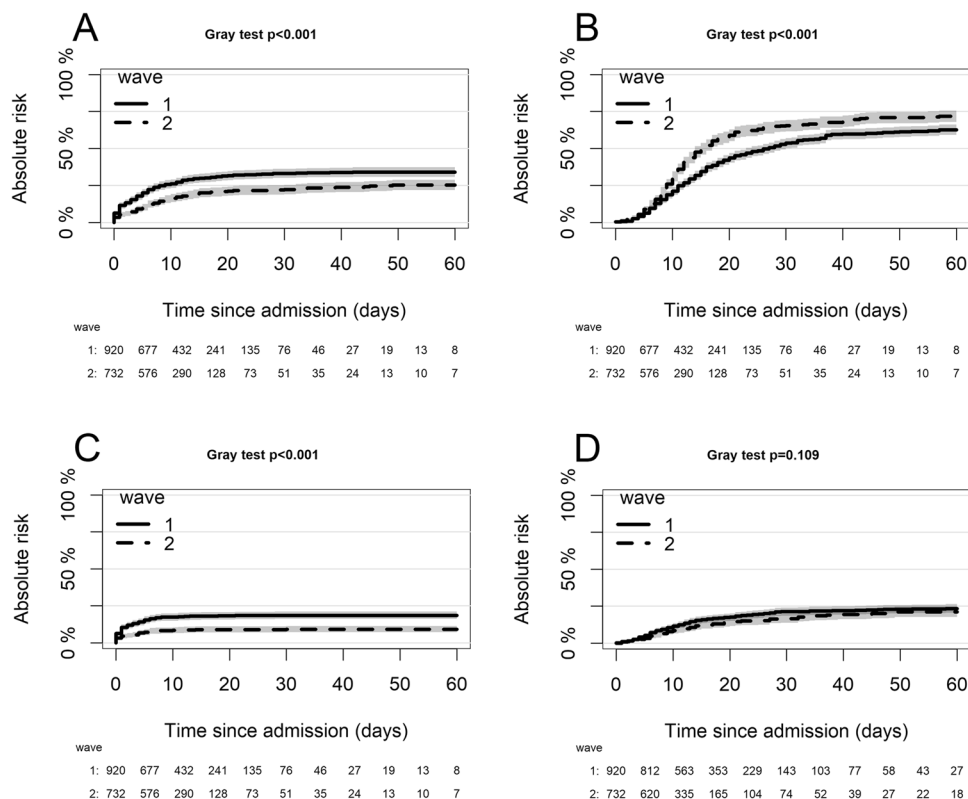 A
Gray test p<0.001
Absolute risk
0 %
50 %
100 %
wave
1
2
0 10 20 30 40 50 60
Time since admission (days)
wave
1: 920 677 432 241 135 76 46 27 19 13 8
2: 732 576 290 128 73 51 35 24 13 10 7
B
Gray test p<0.001
Absolute risk
0 %
50 %
100 %
wave
1
2
0 10 20 30 40 50 60
Time since admission (days)
wave
1: 920 677 432 241 135 76 46 27 19 13 8
2: 732 576 290 128 73 51 35 24 13 10 7
C
Gray test p<0.001
Absolute risk
0 %
50 %
100 %
wave
1
2
0 10 20 30 40 50 60
Time since admission (days)
wave
1: 920 677 432 241 135 76 46 27 19 13 8
2: 732 576 290 128 73 51 35 24 13 10 7
D
Gray test p=0.109
Absolute risk
0 %
50 %
100 %
wave
1
2
0 10 20 30 40 50 60
Time since admission (days)
wave
1: 920 812 563 353 229 143 103 77 58 43 27
2: 732 620 335 165 104 74 52 39 27 22 18